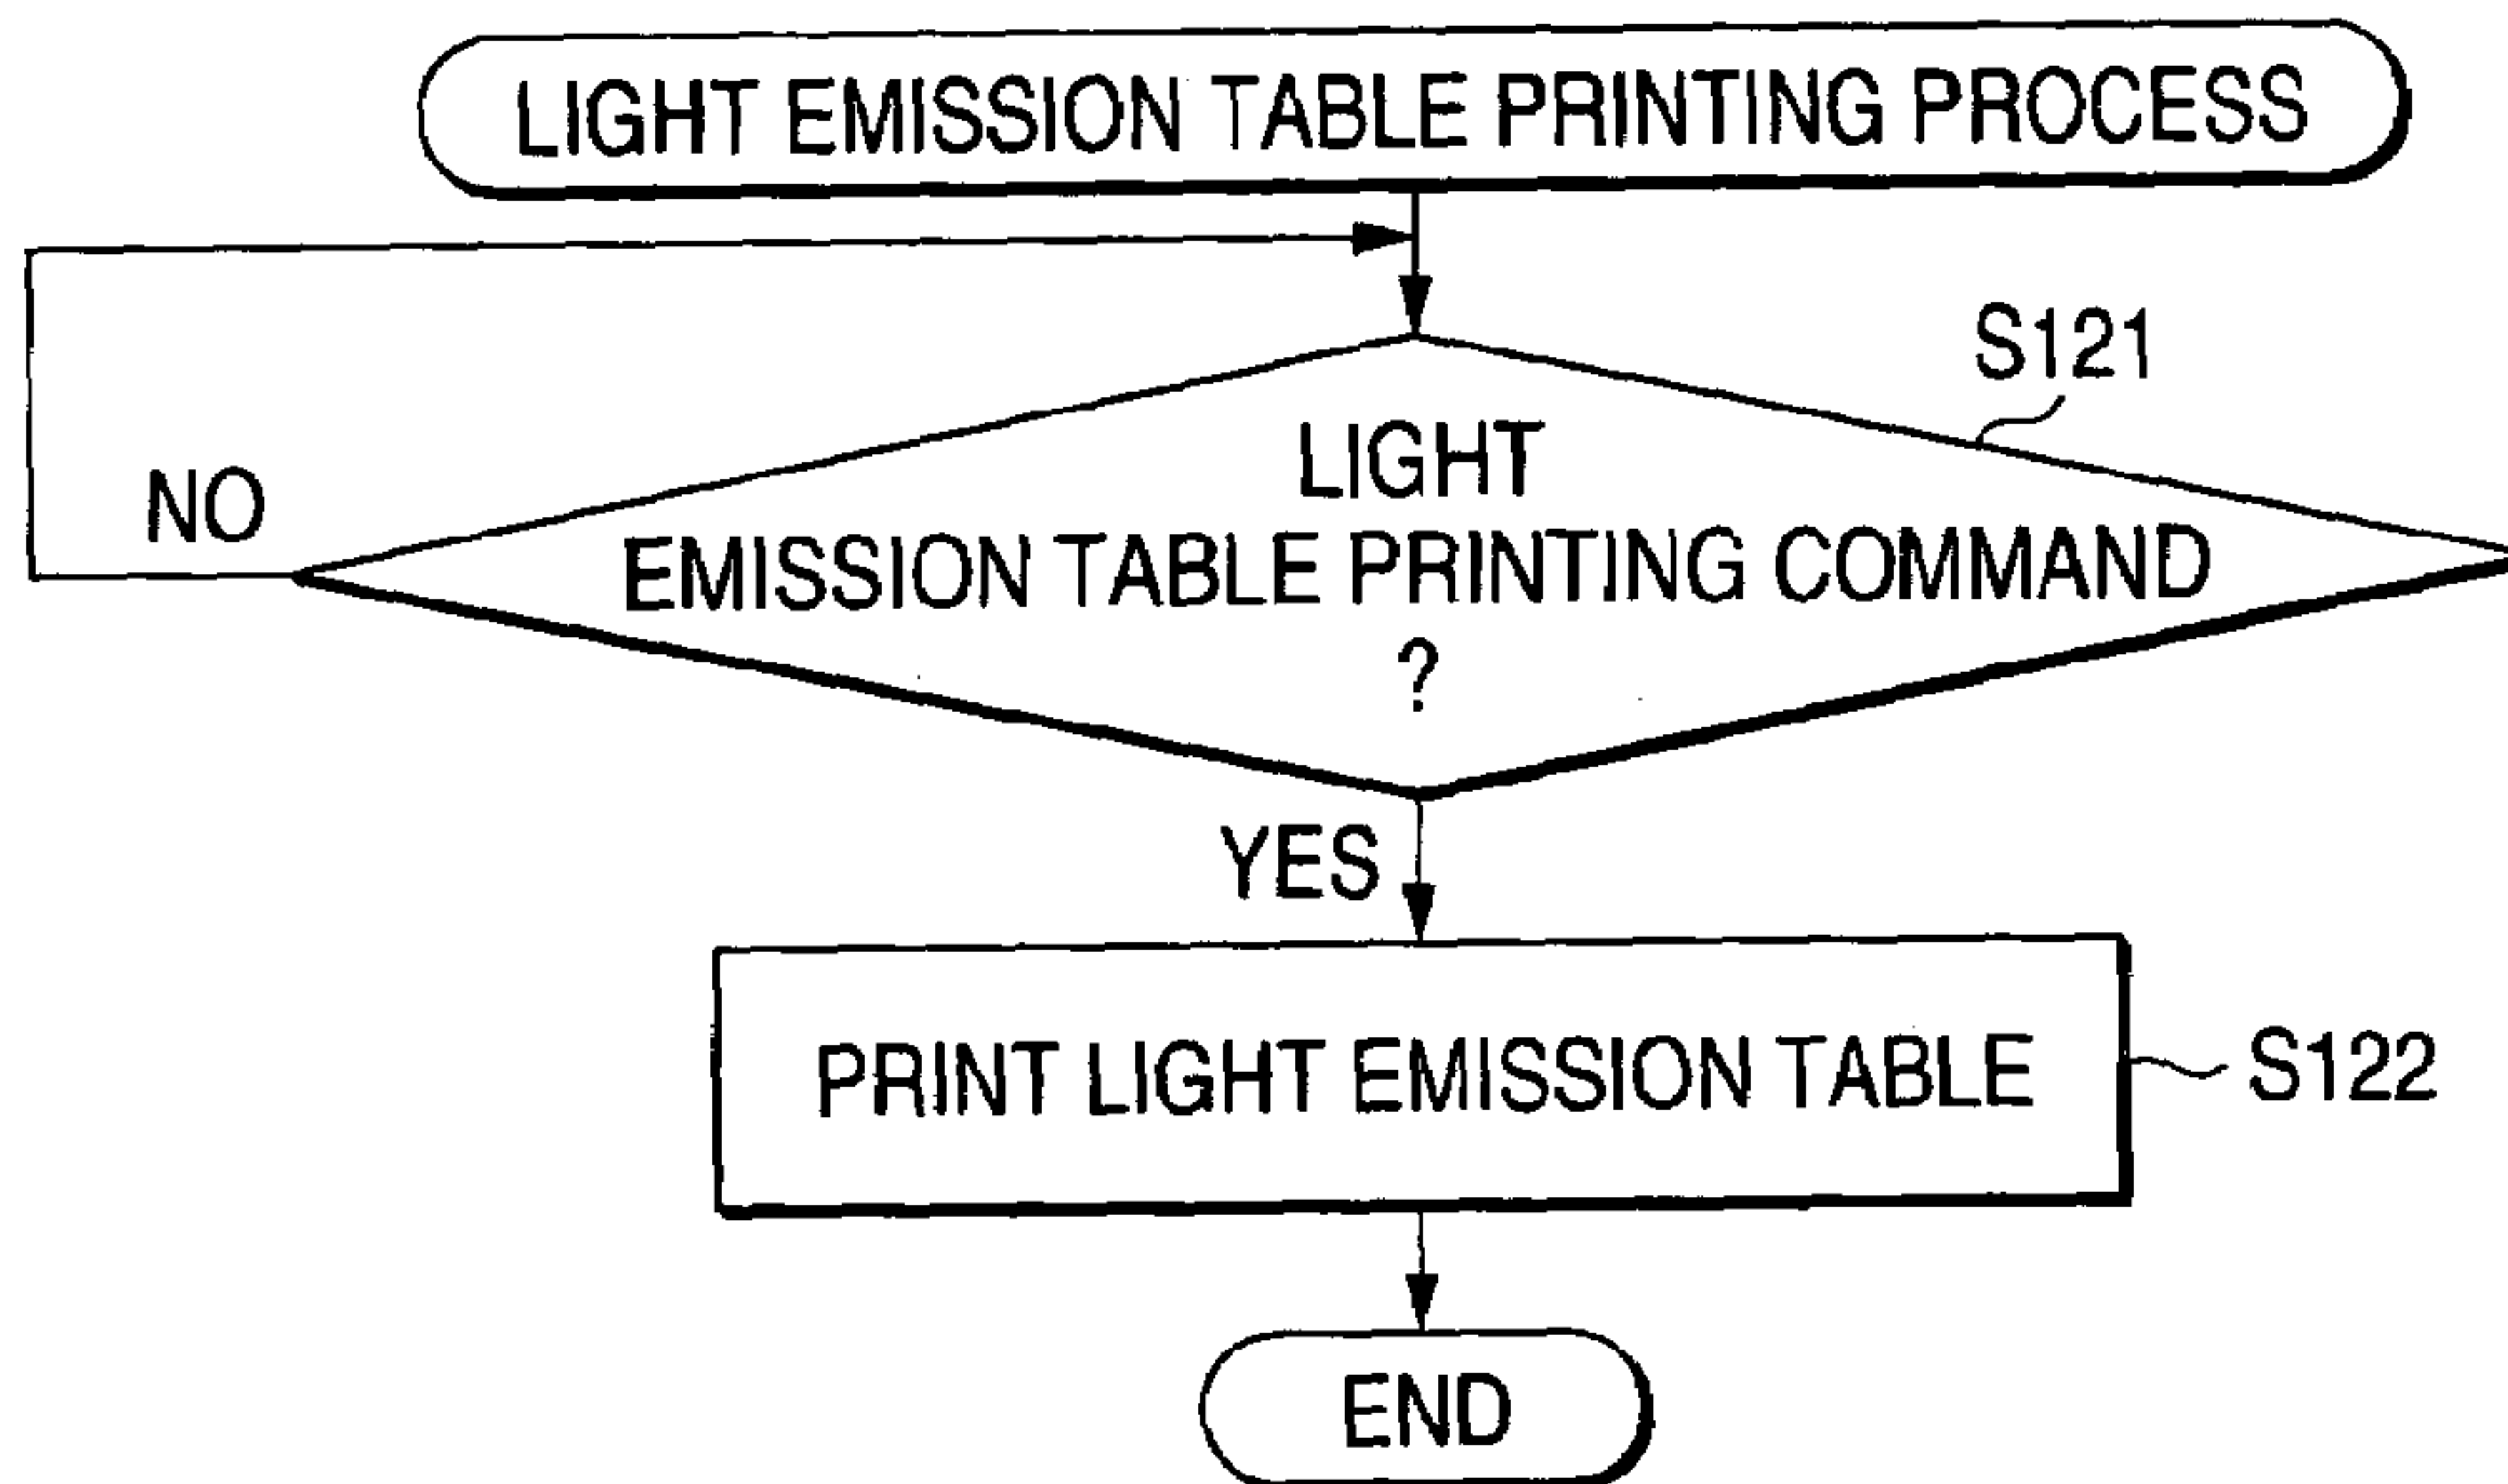 LIGHT EMISSION TABLE PRINTING PROCESS
S121
LIGHT
NO
EMISSION TABLE PRINTING COMMAND
?
YES
PRINT LIGHT EMISSION TABLE
S122
END